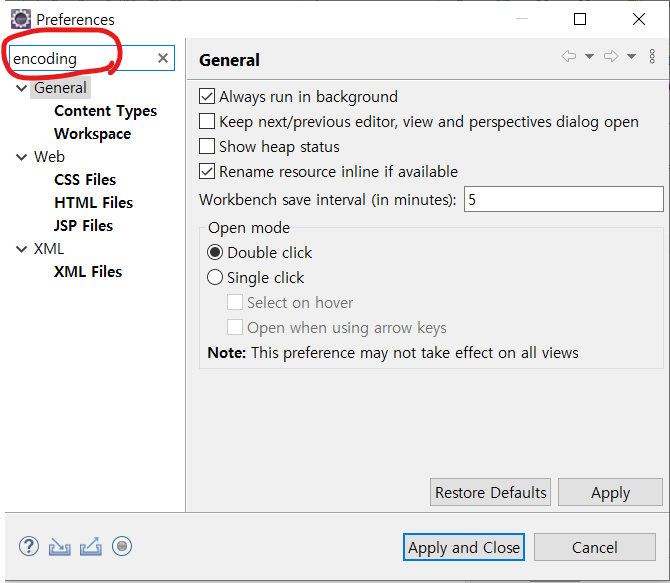 Preferences
encoding
General
Content Types
Workspace
Web
CSS Files
HTML Files
JSP Files
XML
XML Files
General
Always run in background
Keep next/previous editor, view and perspectives dialog open
Show heap status
Rename resource inline if available
Workbench save interval (in minutes): 5
Open mode
Double click
Single click
Select on hover
Open when using arrow keys
Note: This preference may not take effect on all views
Restore Defaults Apply
Apply and Close Cancel